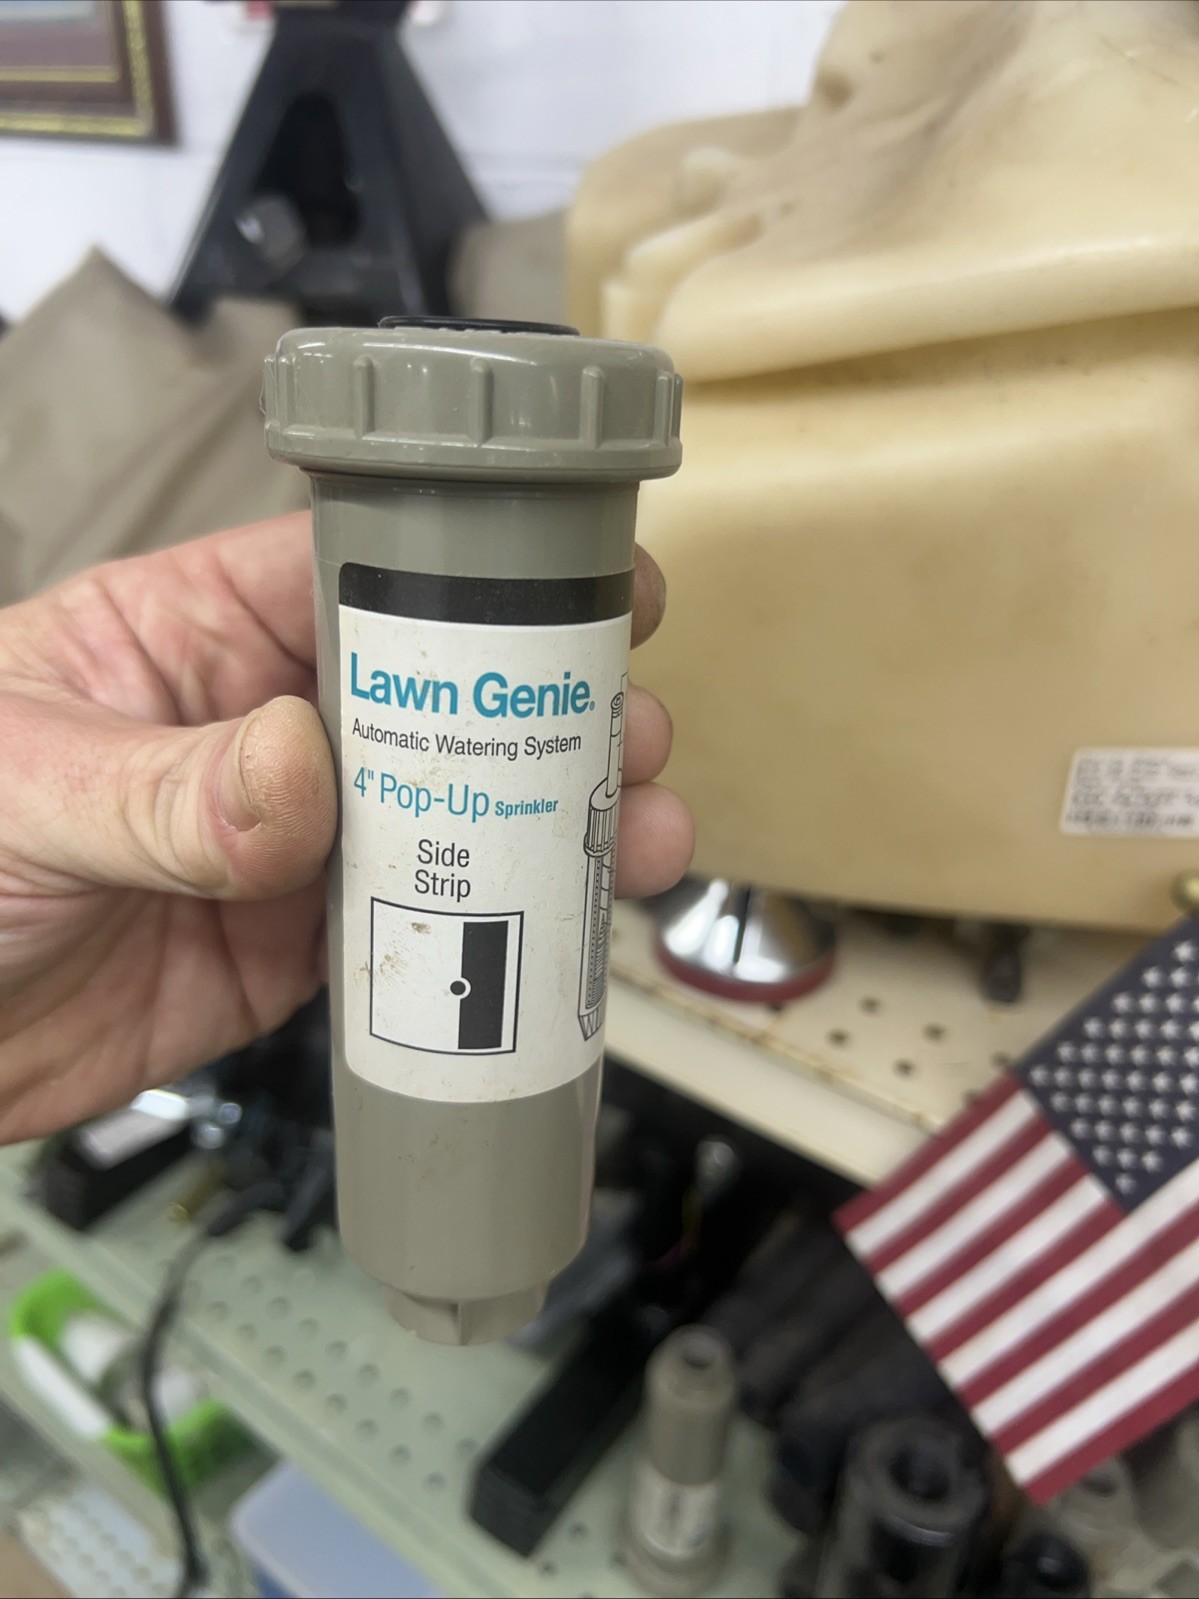 Lawn Genie®
Automatic Watering System
4" Pop-Up Sprinkler
Side
Strip